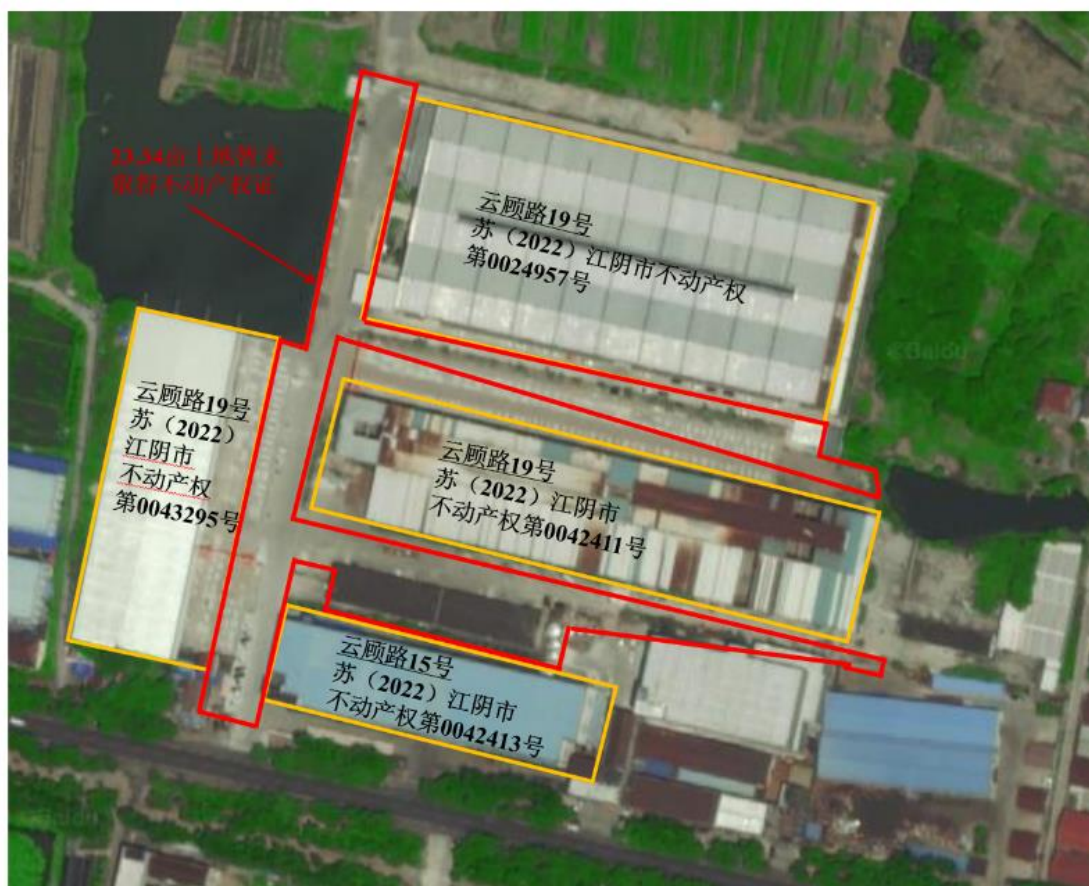 23.34亩土地暂未
取得不动产权证
云顾路19号
苏（2022）江阴市不动产权
第0024957号
云顾路19号
苏（2022）
江阴市
不动产权
第0043295号
云顾路19号
苏（2022）江阴市
不动产权第0042411号
云顾路15号
苏（2022）江阴市
不动产权第0042413号
Baidu
Baidu